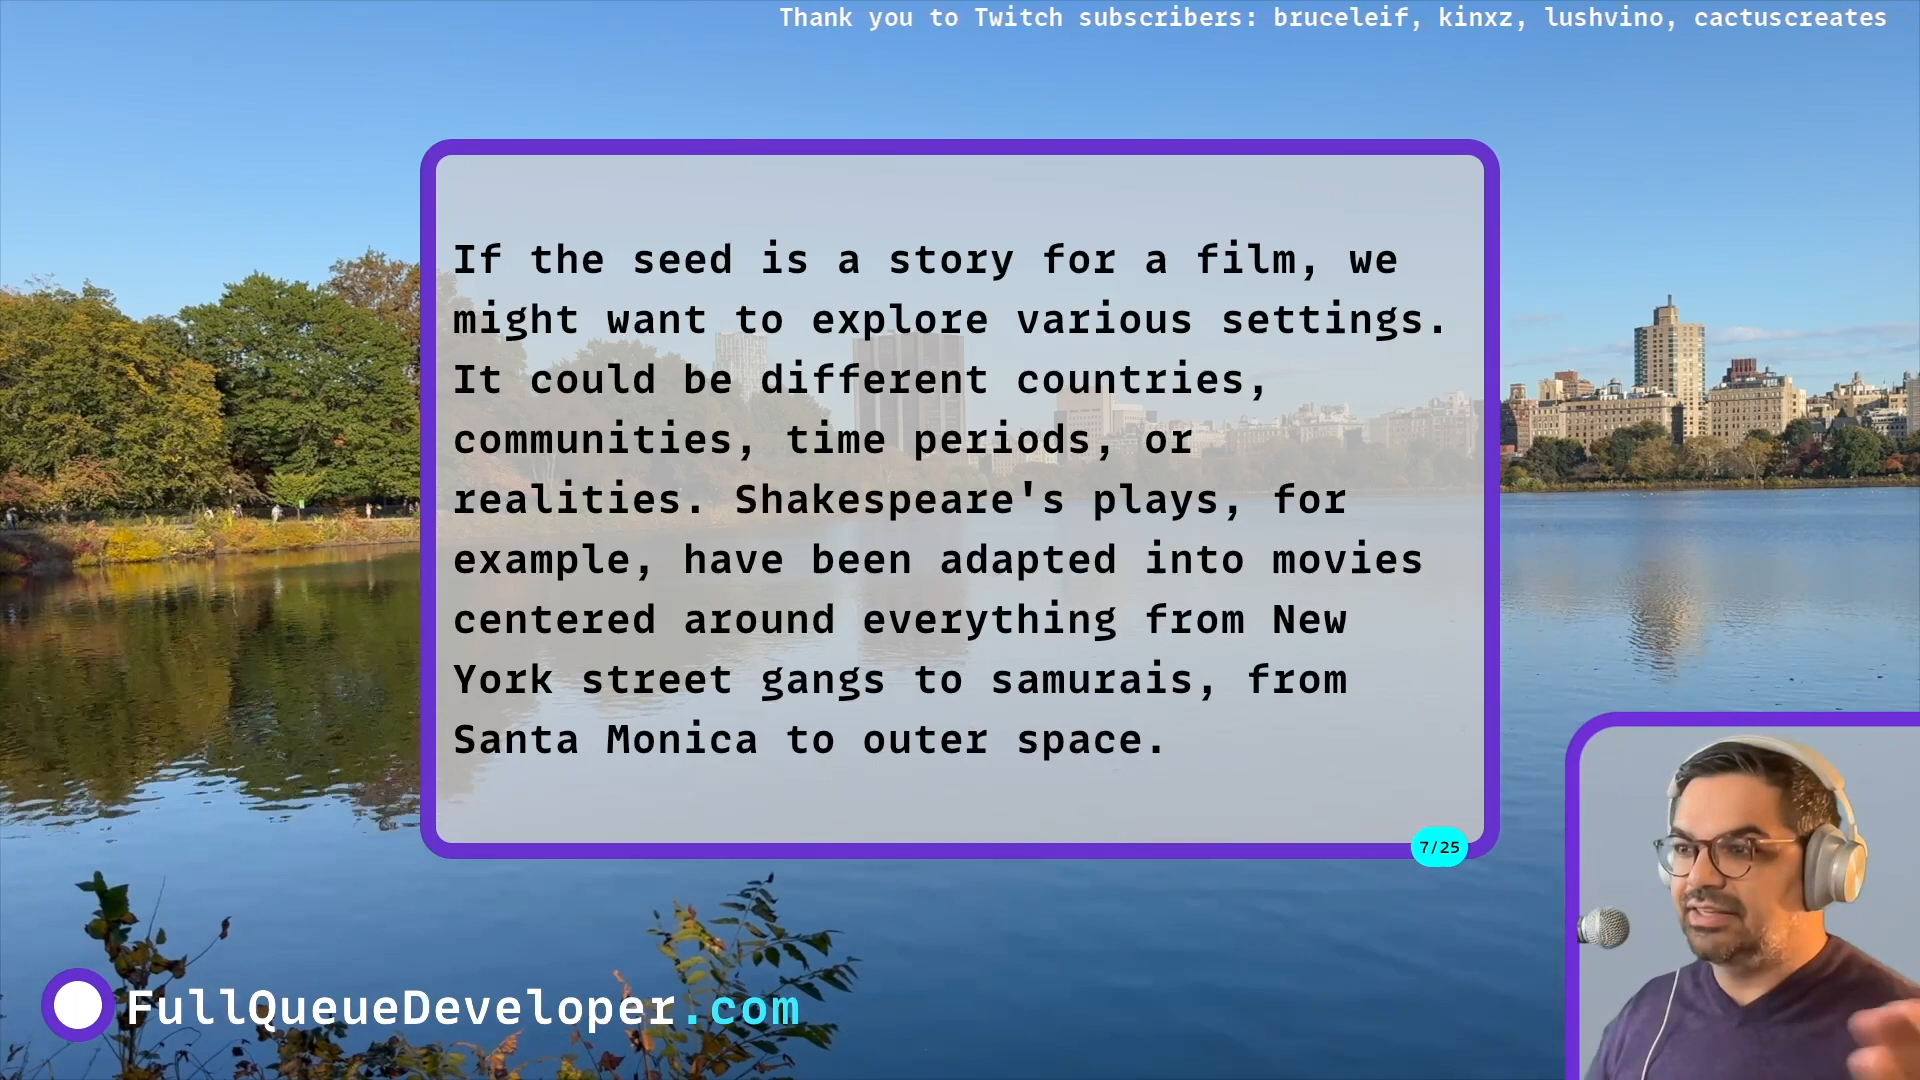 Thank you to Twitch subscribers: bruceleif, kinxz, lushvino, cactuscreates
If the seed is a story for a film, we
might want to explore various settings.
It could be different countries,
communities, time periods, or
realities. Shakespeare's plays, for
example, have been adapted into movies
centered around everything from New
York street gangs to samurais, from
Santa Monica to outer space.
7/25
FullQueueDeveloper.com